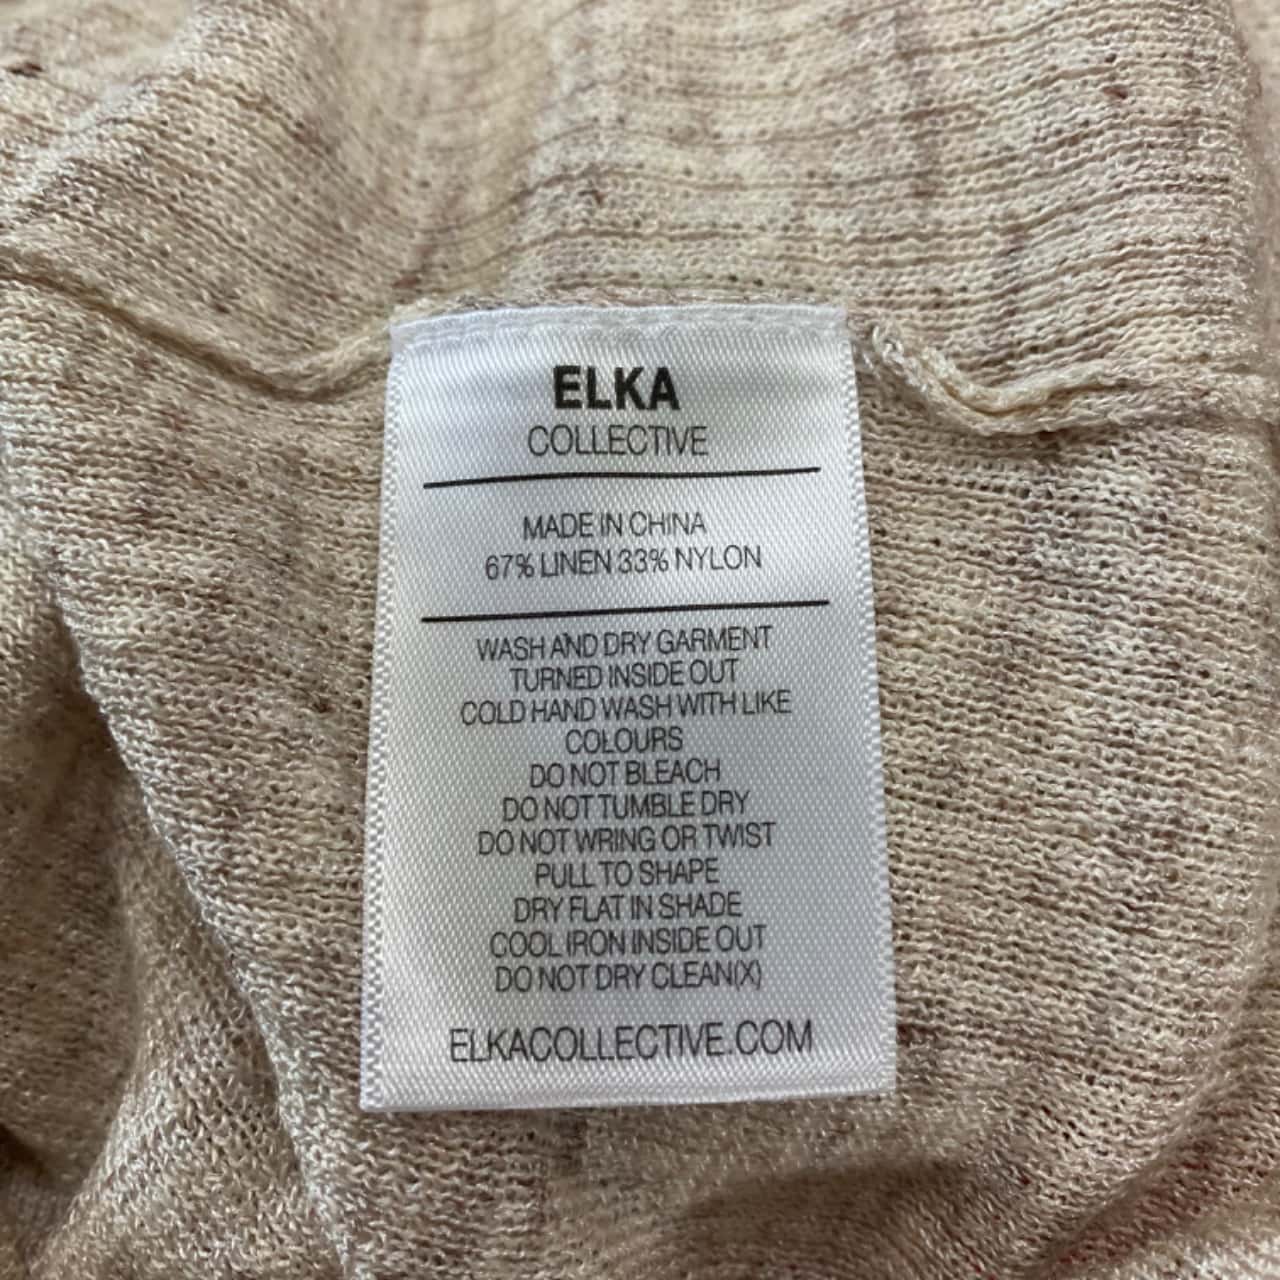 ELKA
COLLECTIVE
MADE IN CHINA
67% LINEN 33% NYLON
WASH AND DRY GARMENT
TURNED INSIDE OUT
COLD HAND WASH WITH LIKE
COLOURS
DO NOT BLEACH
DO NOT TUMBLE DRY
DO NOT WRING OR TWIST
PULL TO SHAPE
DRY FLAT IN SHADE
COOL IRON INSIDE OUT
DO NOT DRY CLEAN(X)
ELKACOLLECTIVE.COM